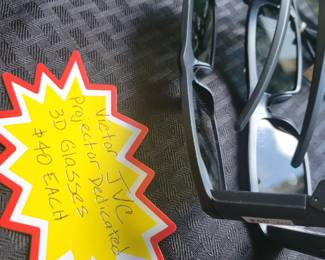 Victor JVC
Projector Dedicated
3D Glasses
$40 EACH